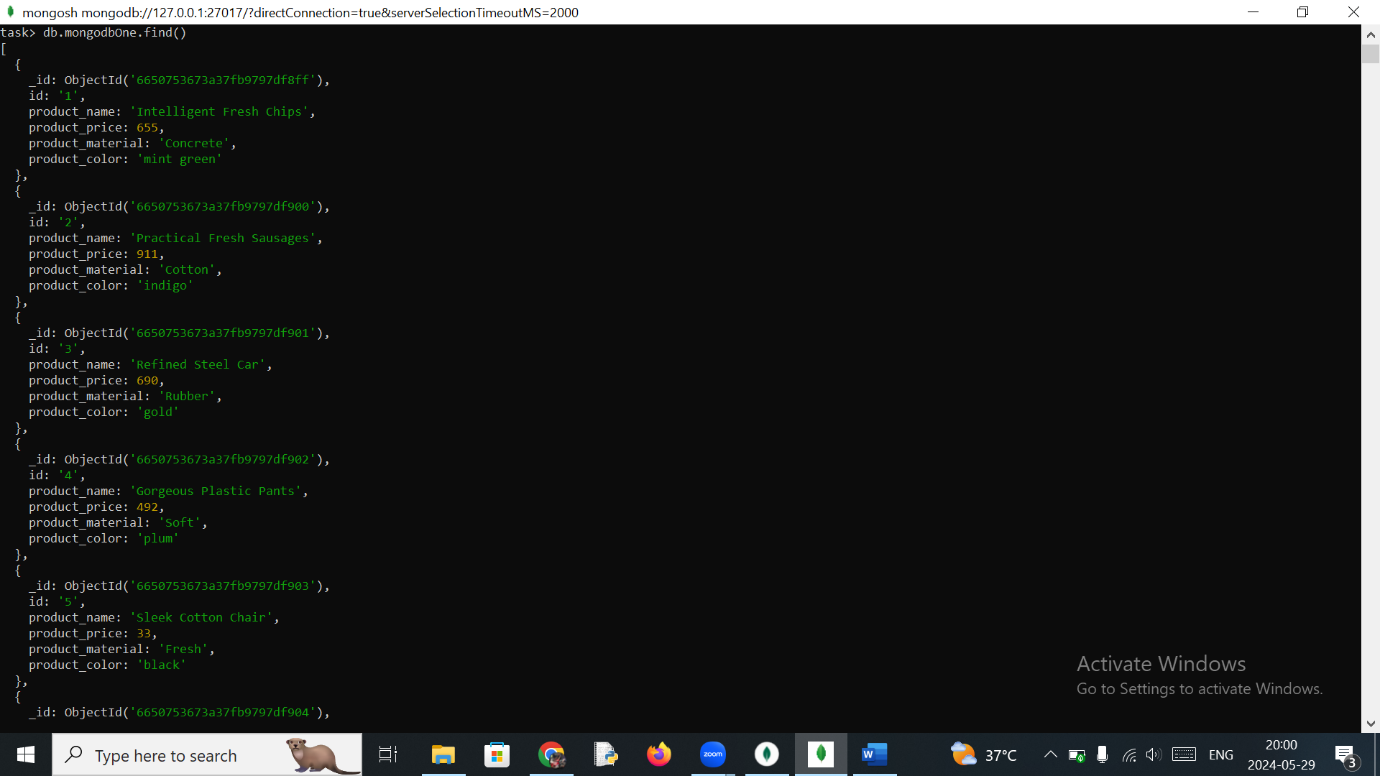 mongosh mongodb://127.0.0.1:27017/?directConnection=true&serverSelectionTimeoutMS=2000
task> db.mongodbOne.find()
[
  {
    _id: ObjectId('6650753673a37fb9797df8ff'),
    id: '1',
    product_name: 'Intelligent Fresh Chips',
    product_price: 655,
    product_material: 'Concrete',
    product_color: 'mint green'
  },
  {
    _id: ObjectId('6650753673a37fb9797df900'),
    id: '2',
    product_name: 'Practical Fresh Sausages',
    product_price: 911,
    product_material: 'Cotton',
    product_color: 'indigo'
  },
  {
    _id: ObjectId('6650753673a37fb9797df901'),
    id: '3',
    product_name: 'Refined Steel Car',
    product_price: 690,
    product_material: 'Rubber',
    product_color: 'gold'
  },
  {
    _id: ObjectId('6650753673a37fb9797df902'),
    id: '4',
    product_name: 'Gorgeous Plastic Pants',
    product_price: 492,
    product_material: 'Soft',
    product_color: 'plum'
  },
  {
    _id: ObjectId('6650753673a37fb9797df903'),
    id: '5',
    product_name: 'Sleek Cotton Chair',
    product_price: 33,
    product_material: 'Fresh',
    product_color: 'black'
  },
  {
    _id: ObjectId('6650753673a37fb9797df904'),
Activate Windows
Go to Settings to activate Windows.
Type here to search
zoom
W
37°C
ENG
20:00
2024-05-29
3